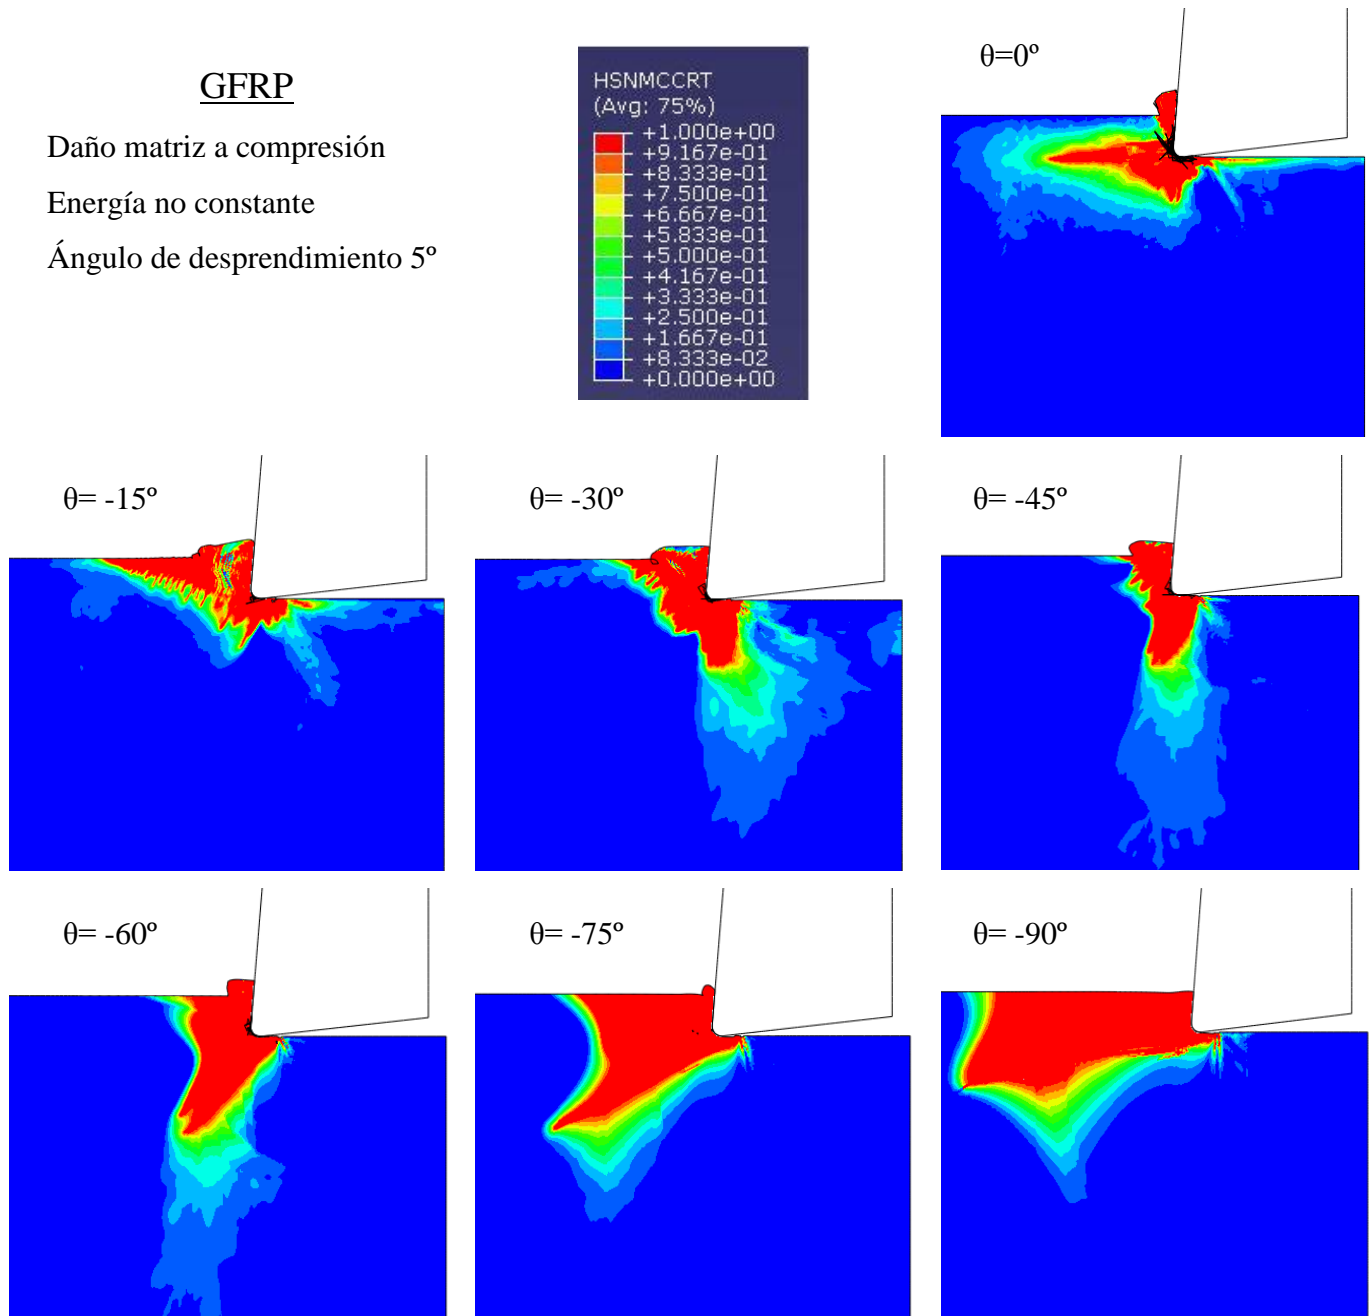 GFRP
Daño matriz a compresión
Energía no constante
Ángulo de desprendimiento 5º
HSNMCCRT
(Avg: 75%)
+1.000e+00
+9.167e-01
+8.333e-01
+7.500e-01
+6.667e-01
+5.833e-01
+5.000e-01
+4.167e-01
+3.333e-01
+2.500e-01
+1.667e-01
+8.333e-02
+0.000e+00
θ=0º
θ= -15º
θ= -30º
θ= -45º
θ= -60º
θ= -75º
θ= -90º